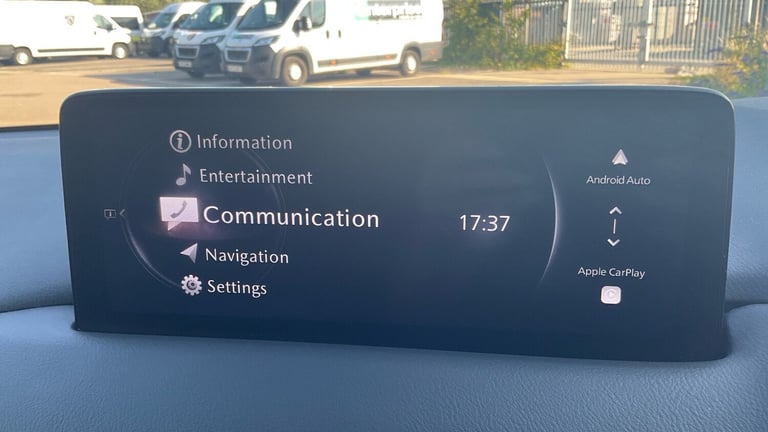 Information
Entertainment
Communication
Navigation
Settings
17:37
Android Auto
Apple CarPlay